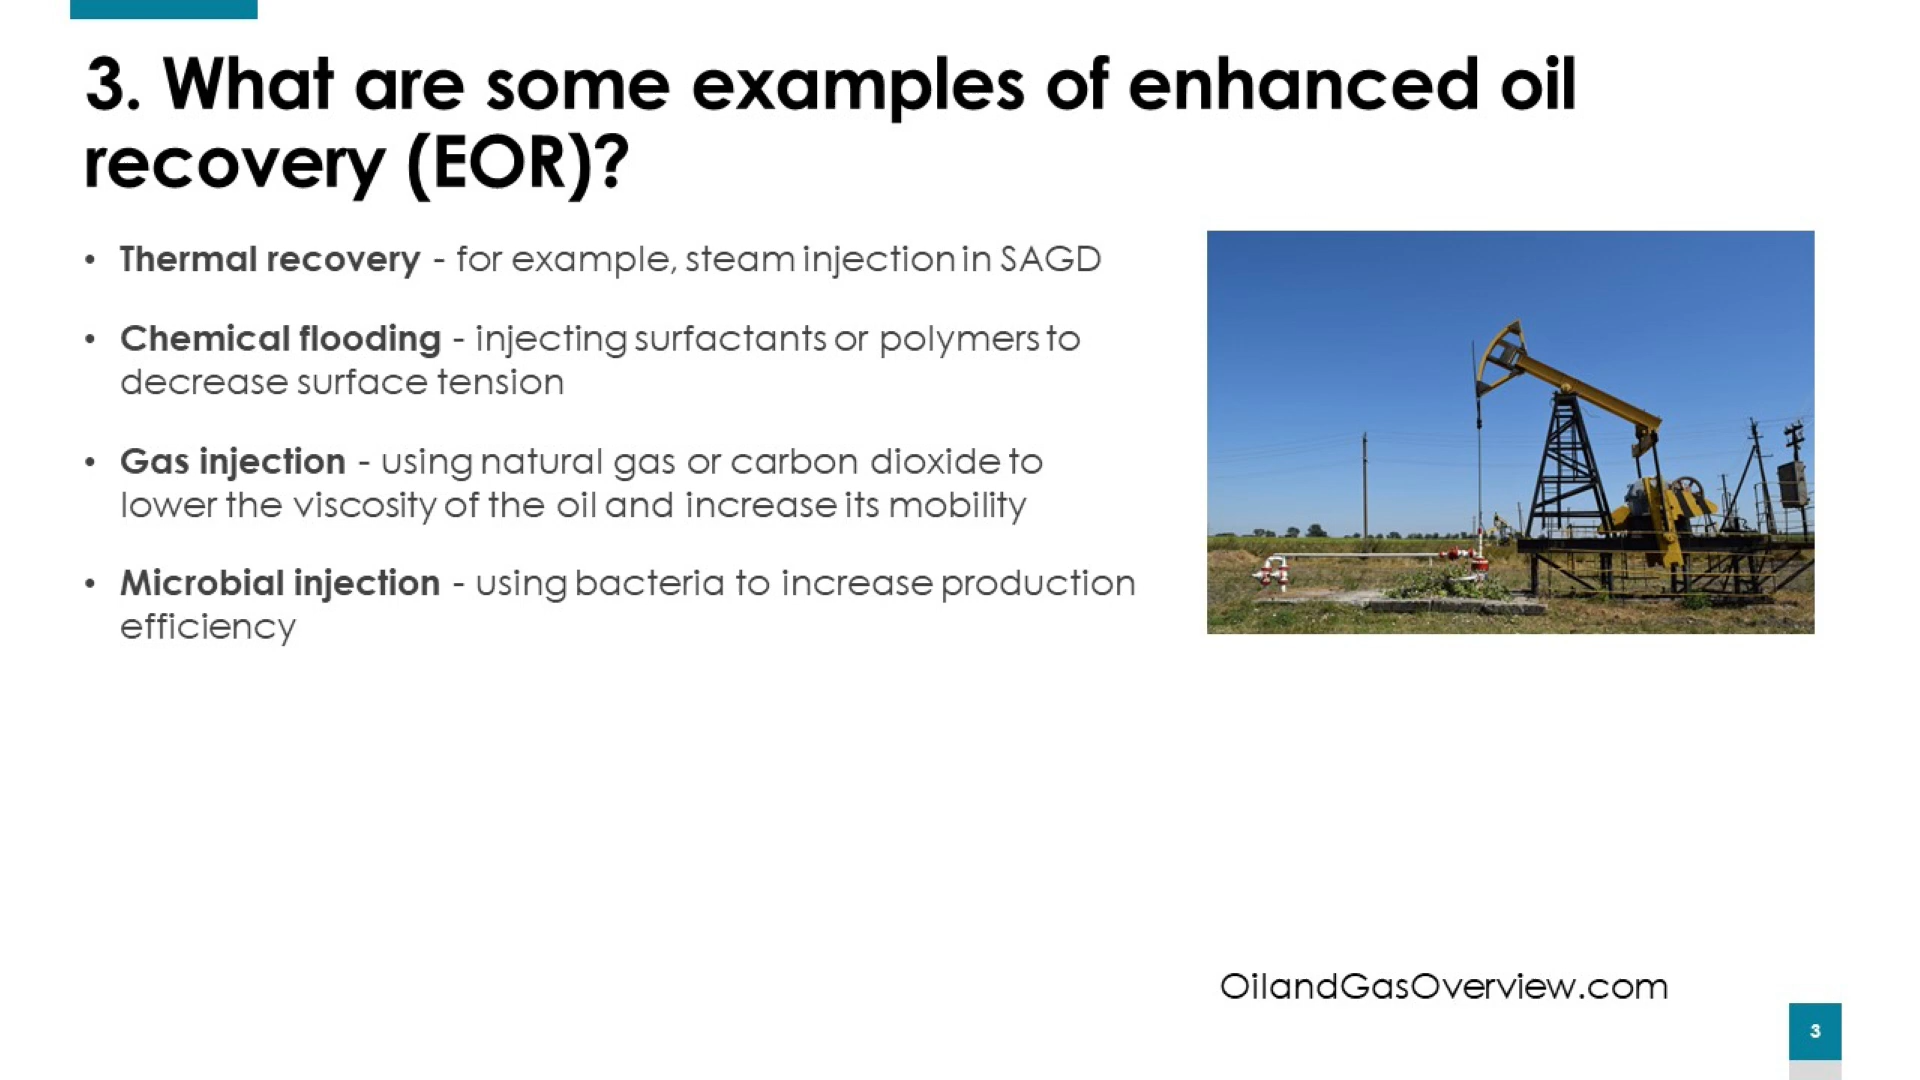 3. What are some examples of enhanced oil
recovery (EOR)?
• Thermal recovery - for example, steam injection in SAGD
• Chemical flooding - injecting surfactants or polymers to
decrease surface tension
• Gas injection - using natural gas or carbon dioxide to
lower the viscosity of the oil and increase its mobility
• Microbial injection - using bacteria to increase production
efficiency
OilandGasOverview.com
3